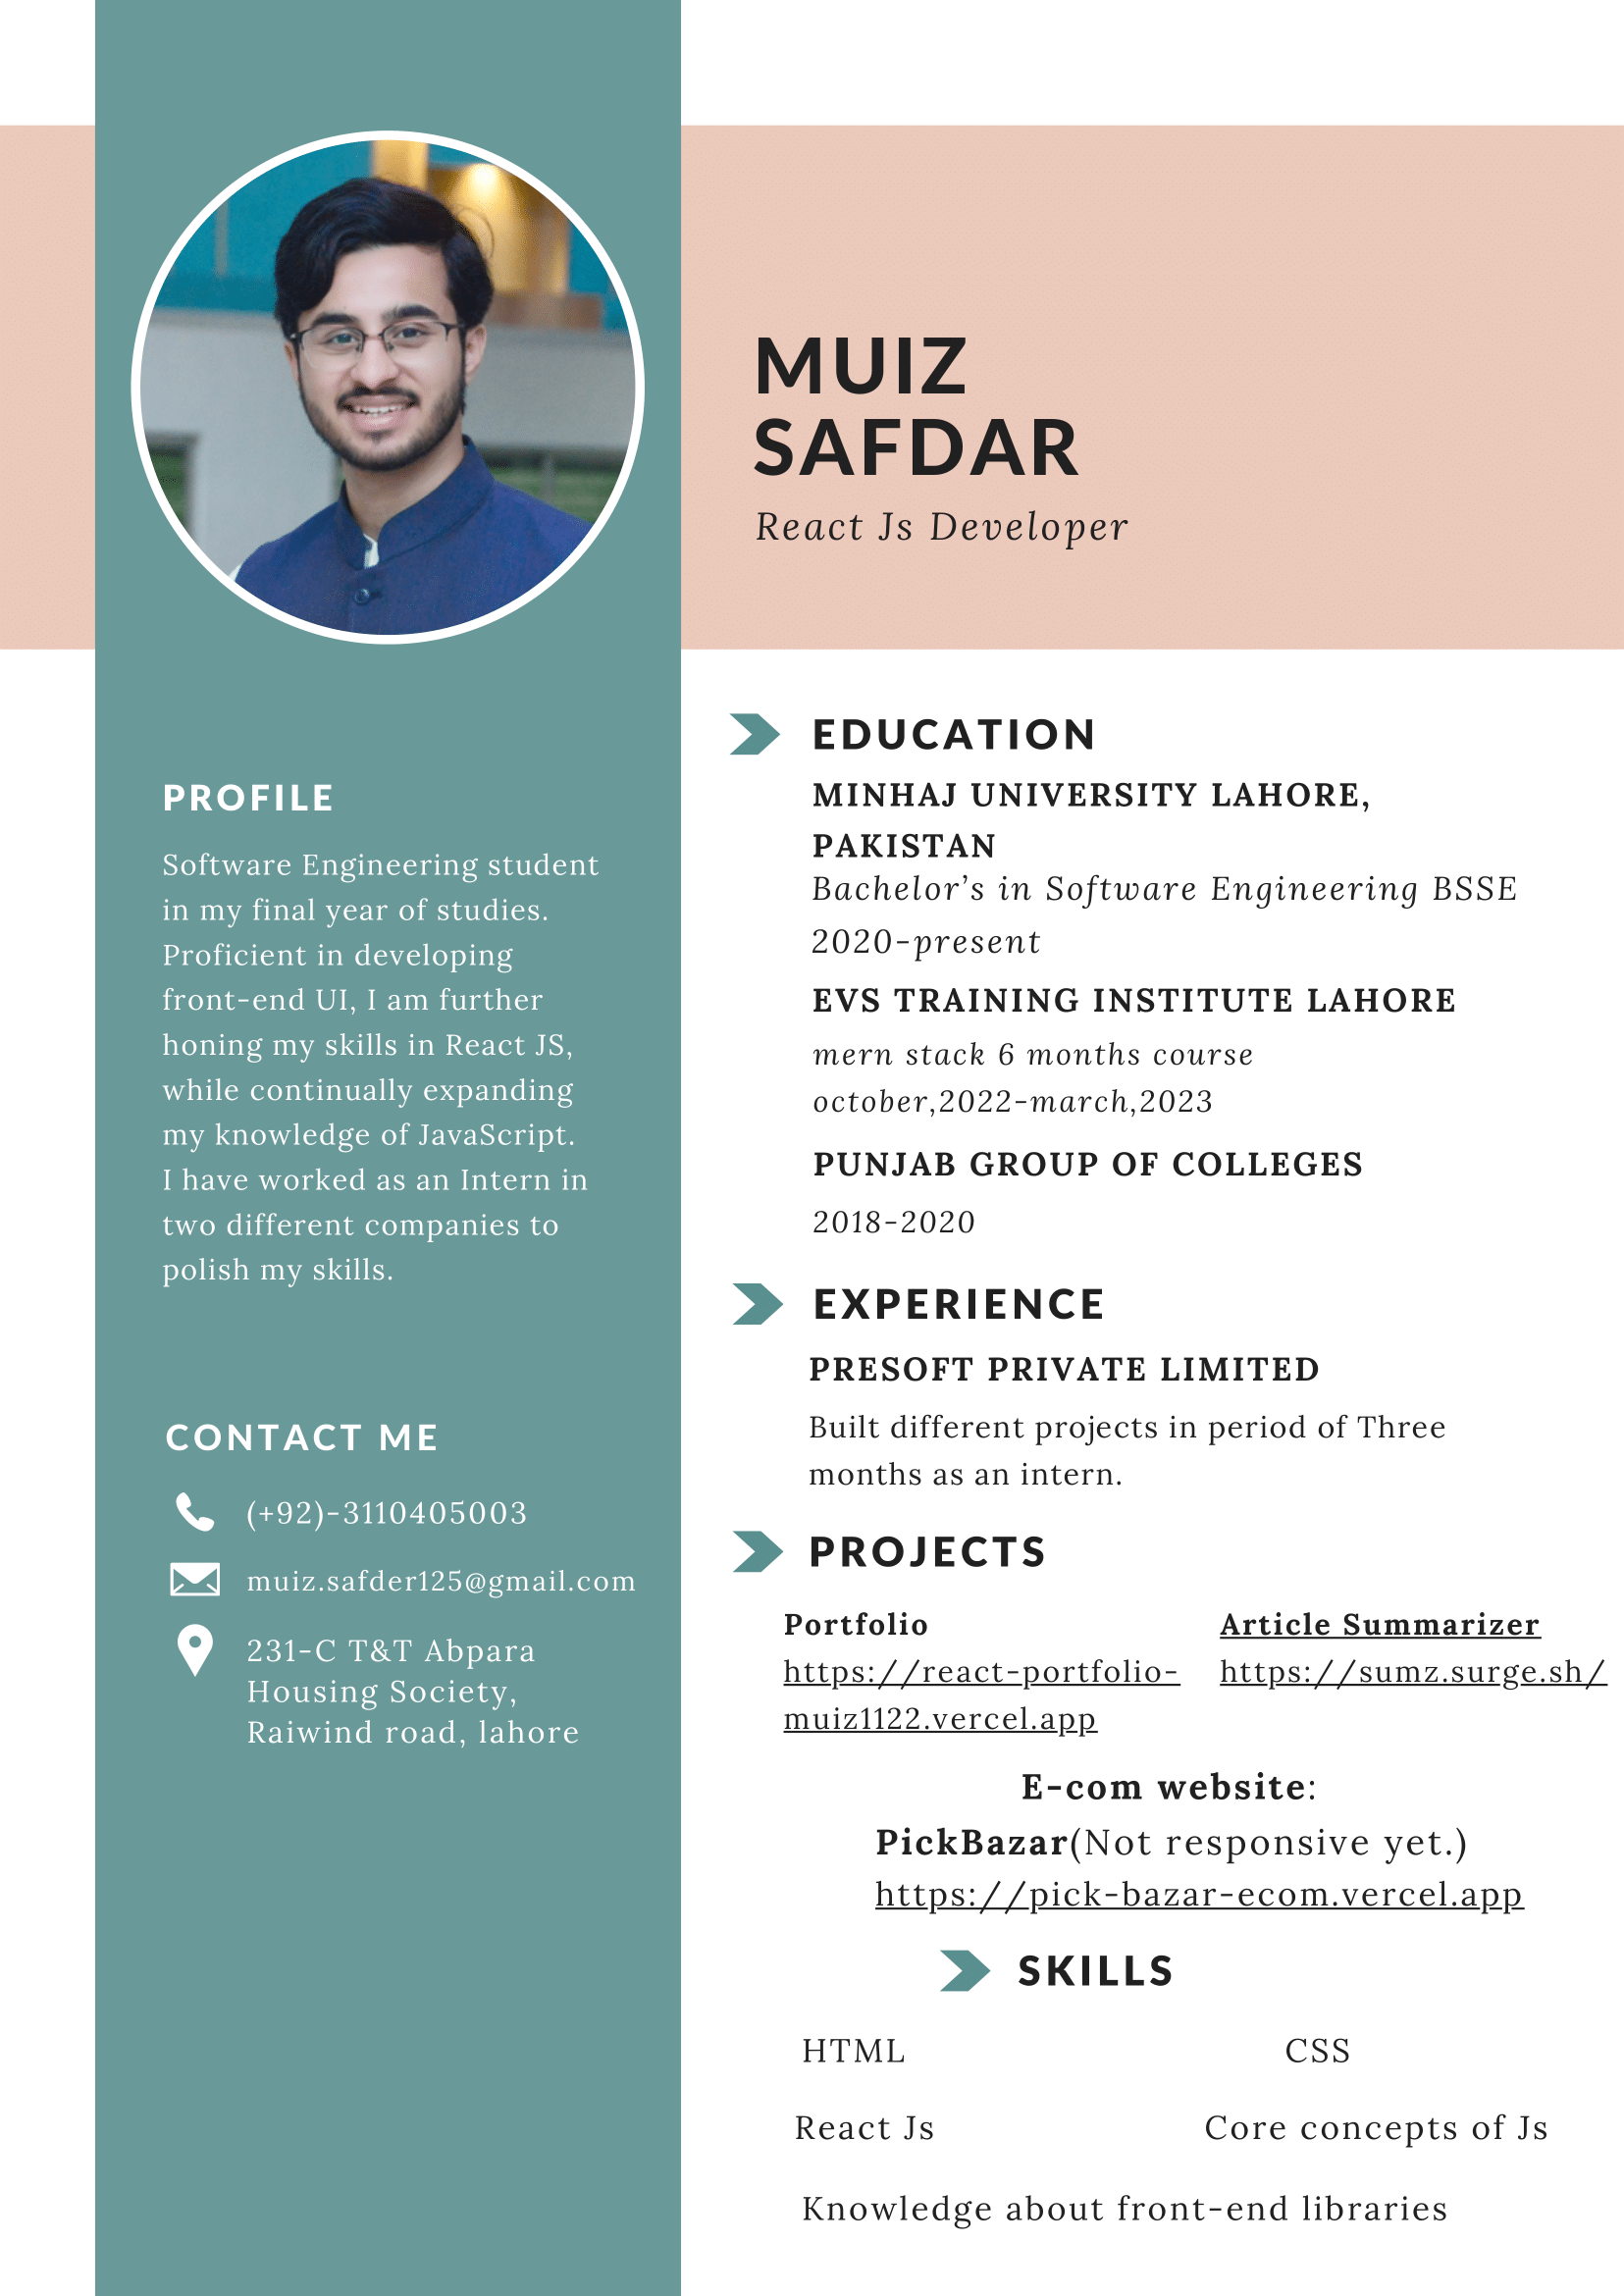 MUIZ
SAFDAR
React Js Developer
PROFILE
Software Engineering student
in my final year of studies.
Proficient in developing
front-end UI, I am further
honing my skills in React JS,
while continually expanding
my knowledge of JavaScript.
I have worked as an Intern in
two different companies to
polish my skills.
CONTACT ME
(+92)-3110405003
muiz.safder125@gmail.com
231-C T&T Abpara
Housing Society,
Raiwind road, lahore
EDUCATION
MINHAJ UNIVERSITY LAHORE,
PAKISTAN
Bachelor’s in Software Engineering BSSE
2020-present
EVS TRAINING INSTITUTE LAHORE
mern stack 6 months course
october,2022-march,2023
PUNJAB GROUP OF COLLEGES
2018-2020
EXPERIENCE
PRESOFT PRIVATE LIMITED
Built different projects in period of Three
months as an intern.
PROJECTS
Portfolio
https://react-portfolio-
muiz1122.vercel.app
Article Summarizer
https://sumz.surge.sh/
E-com website:
PickBazar(Not responsive yet.)
https://pick-bazar-ecom.vercel.app
SKILLS
HTML
CSS
React Js
Core concepts of Js
Knowledge about front-end libraries